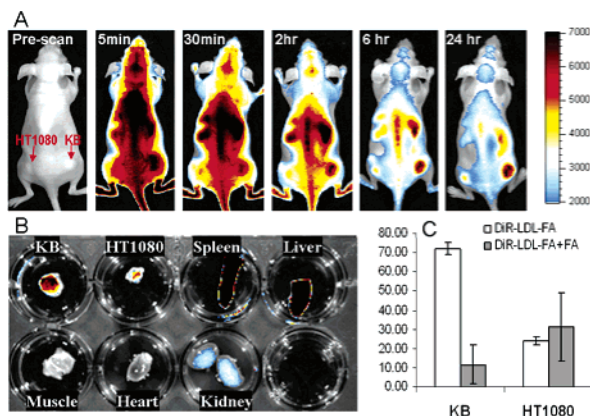 A
Pre-scan 5min 30min 2hr 6 hr 24 hr
HT1080 KB
7000
6000
5000
4000
3000
2000
B
KB HT1080 Spleen Liver
Muscle Heart Kidney
C
DiR-LDL-FA
DiR-LDL-FA+FA
80.00
70.00
60.00
50.00
40.00
30.00
20.00
10.00
0.00
KB HT1080